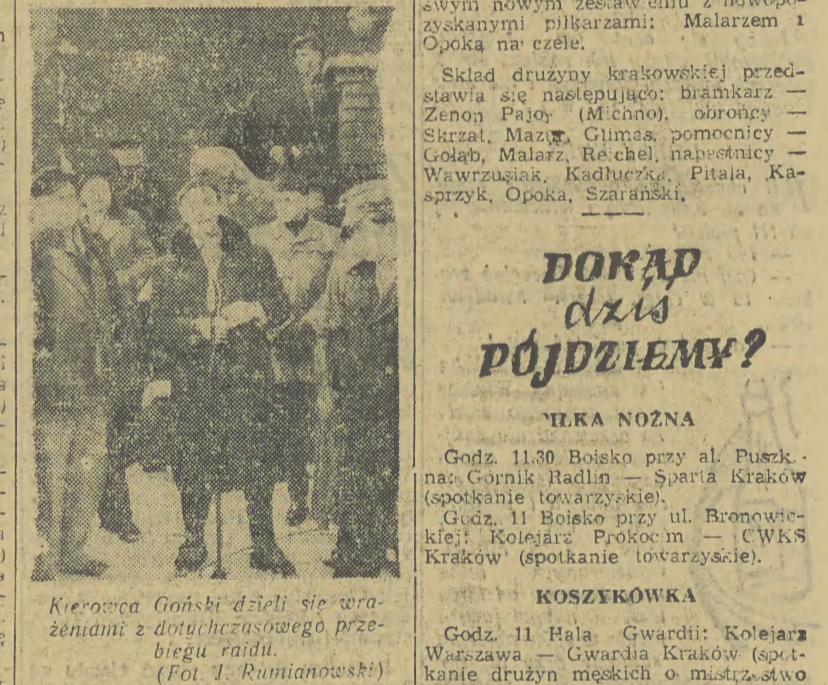 Kierowca Goński dzieli się wra-
żeniami z dotychczasowego prze-
biegu raidu.
(Fot. J. Rumianowski)
swym nowym zestawieniu z nowopo-
zyskanymi piłkarzami: Malarzem i
Opoką na czele.
Skład drużyny krakowskiej przed-
stawia się następująco: bramkarz —
Zenon Pajor (Michno), obrońcy —
Skrzat, Mazur, Glimas, pomocnicy —
Gołąb, Malarz, Reichel, napastnicy —
Wawrzusiak, Kadłuczka, Pitala, Ka-
sprzyk, Opoka, Szarański.
DOKĄD
dziś
PÓJDZIEMY?
PIŁKA NOŻNA
Godz. 11.30 Boisko przy al. Puszki-
na: Górnik Radlin — Sparta Kraków
(spotkanie towarzyskie).
Godz. 11 Boisko przy ul. Bronowic-
kiej: Kolejarz Prokocim — CWKS
Kraków (spotkanie towarzyskie).
KOSZYKÓWKA
Godz. 11 Hala Gwardii: Kolejarz
Warszawa — Gwardia Kraków (spot-
kanie drużyn męskich o mistrzostwo